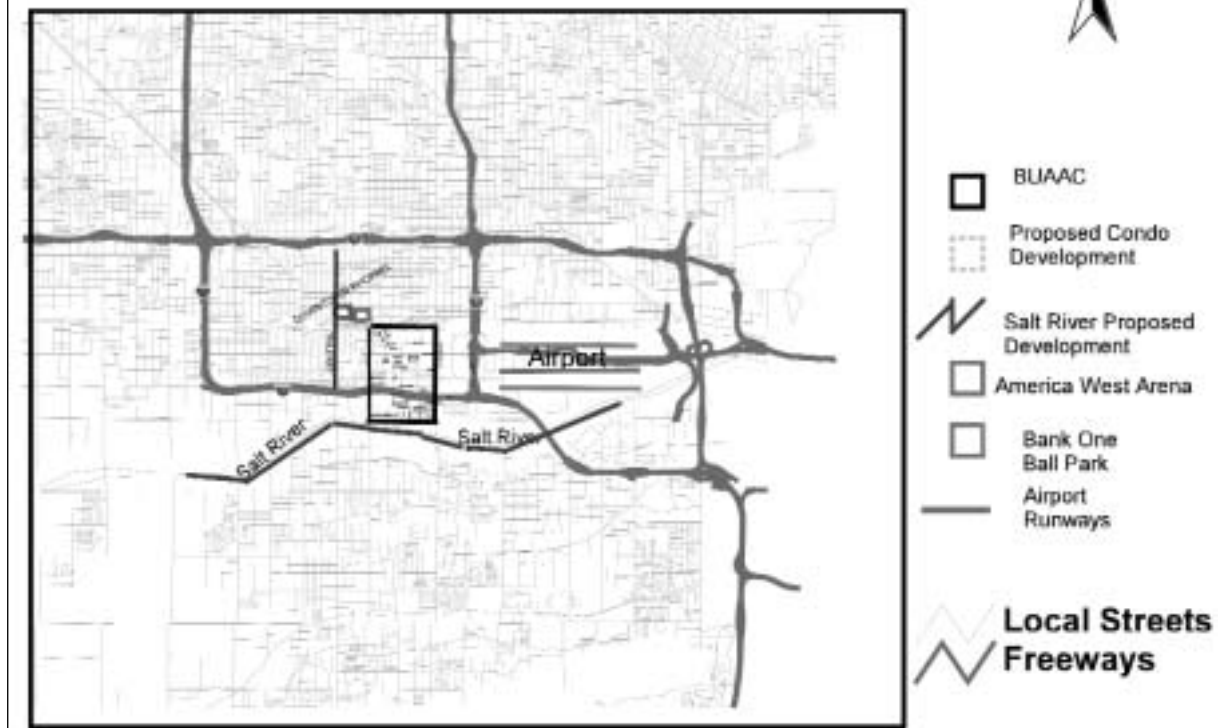 BUAAC
Proposed Condo
Development
Salt River Proposed
Development
America West Arena
Bank One
Ball Park
Airport
Runways
Local Streets
Freeways
Airport
Salt River
Salt River